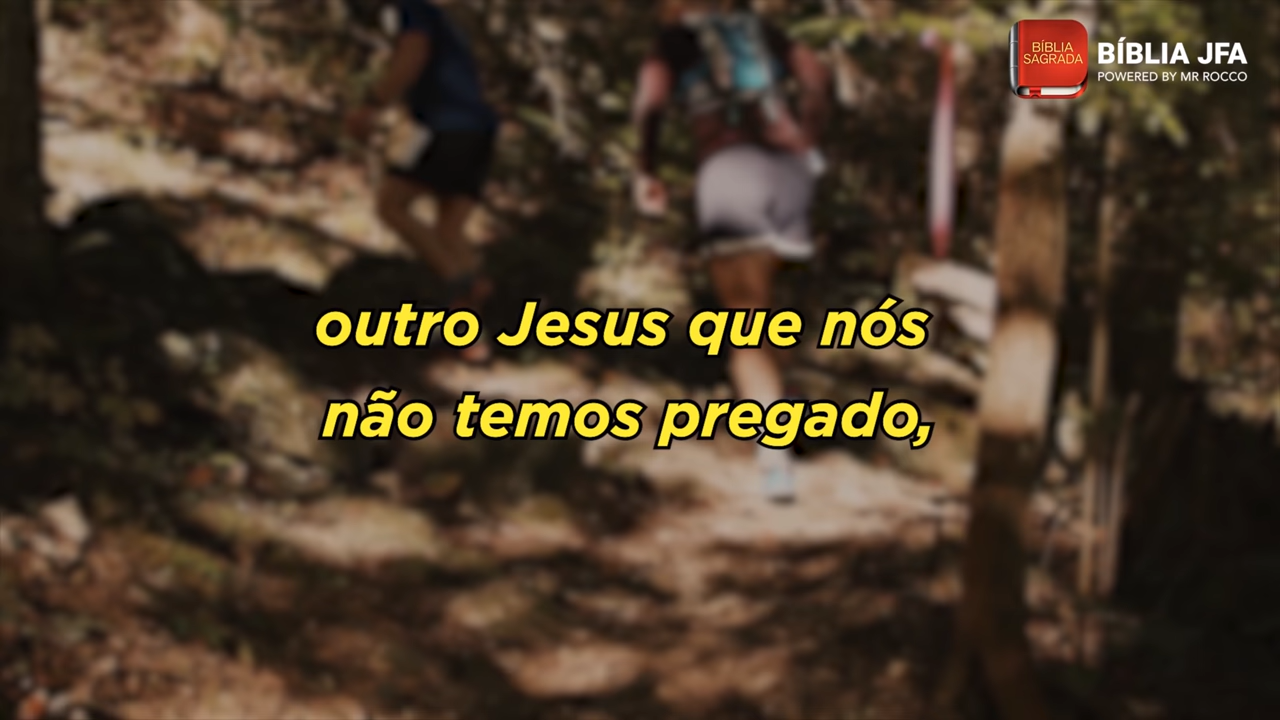 BÍBLIA
SAGRADA
BÍBLIA JFA
POWERED BY MR ROCCO
outro Jesus que nós
não temos pregado,